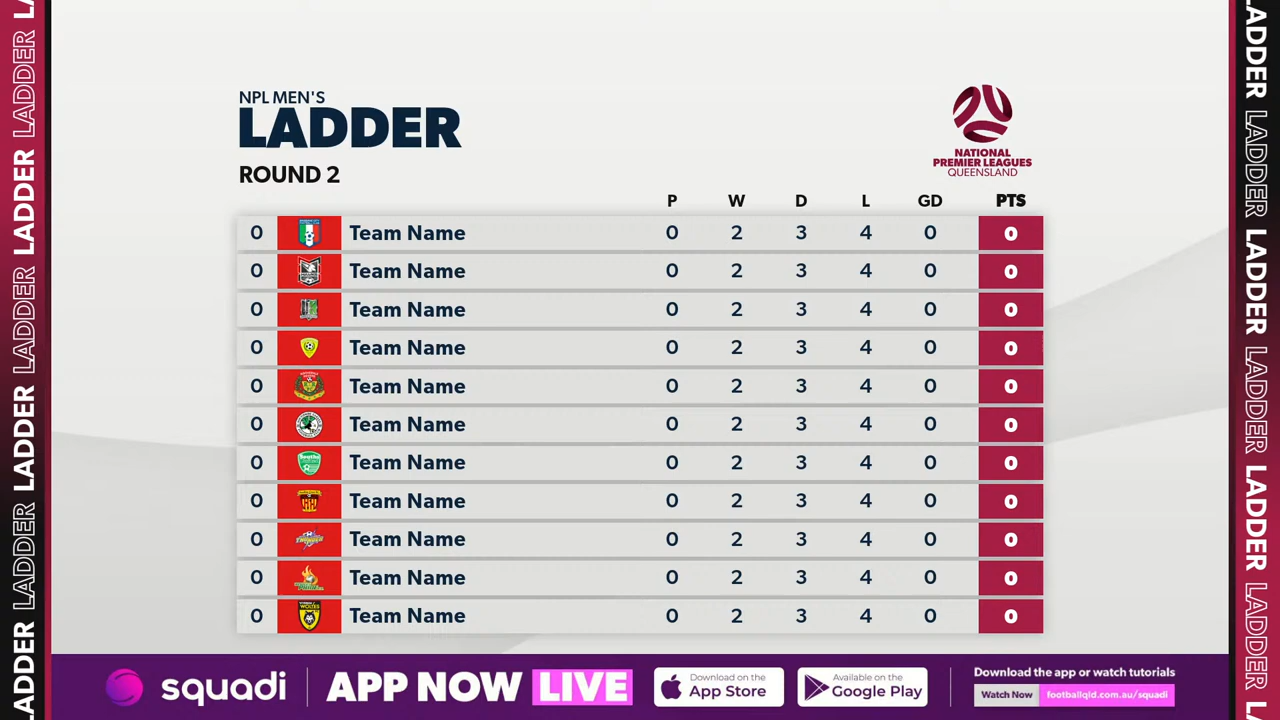 NPL MEN'S
LADDER
ROUND 2
NATIONAL
PREMIER LEAGUES
QUEENSLAND
P W D L GD PTS
0 Team Name 0 2 3 4 0 0
0 Team Name 0 2 3 4 0 0
0 Team Name 0 2 3 4 0 0
0 Team Name 0 2 3 4 0 0
0 Team Name 0 2 3 4 0 0
0 Team Name 0 2 3 4 0 0
0 Souths Team Name 0 2 3 4 0 0
0 Team Name 0 2 3 4 0 0
0 THUNDER Team Name 0 2 3 4 0 0
0 Team Name 0 2 3 4 0 0
0 WOLVES Team Name 0 2 3 4 0 0
LADDER LADDER LADDER LADDER LADDER LADDER
LADDER LADDER LADDER LADDER LADDER LADDER
squadi APP NOW LIVE
Download on the
App Store
Available on the
Google Play
Download the app or watch tutorials
Watch Now footballqld.com.au/squadi